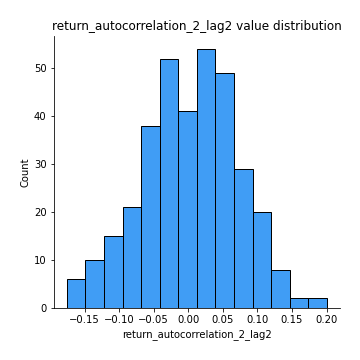 return_autocorrelation_2_lag2 value distribution
50
40
30
20
10
0
Count
−0.15 −0.10 −0.05 0.00 0.05 0.10 0.15 0.20
return_autocorrelation_2_lag2